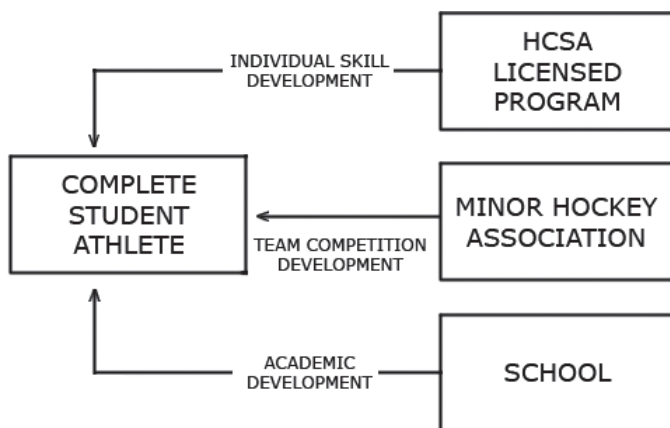 HCSA
LICENSED
PROGRAM
INDIVIDUAL SKILL
DEVELOPMENT
COMPLETE
STUDENT
ATHLETE
MINOR HOCKEY
ASSOCIATION
TEAM COMPETITION
DEVELOPMENT
ACADEMIC
DEVELOPMENT
SCHOOL